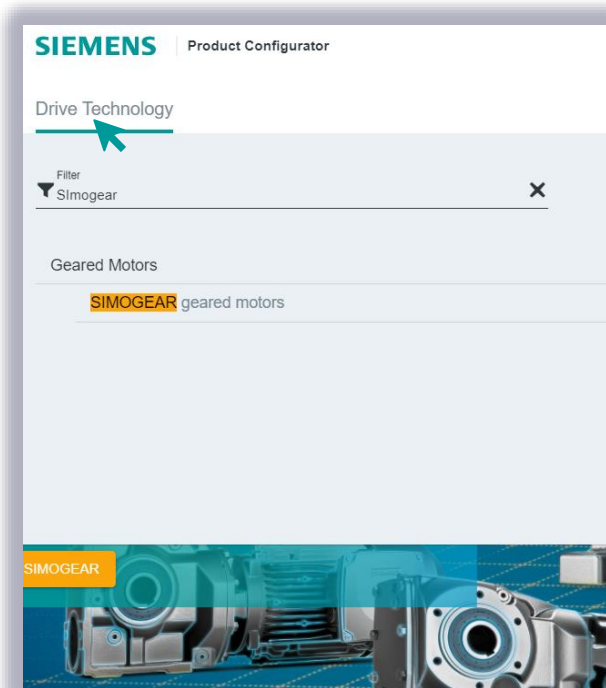 SIEMENS Product Configurator
Drive Technology
Filter
SImogear
Geared Motors
SIMOGEAR geared motors
SIMOGEAR